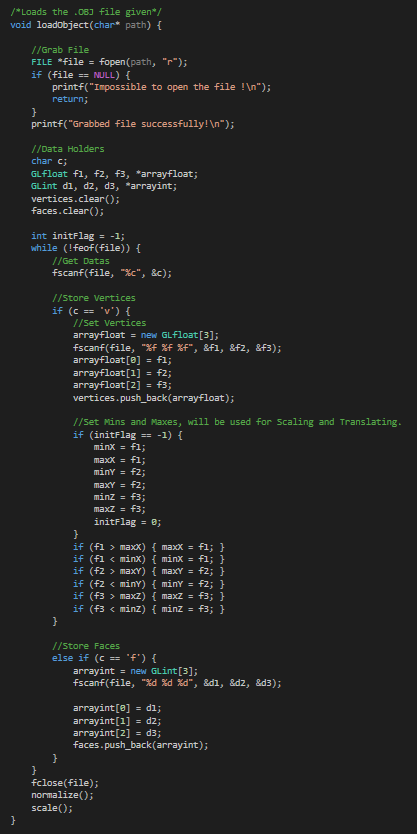 /*Loads the .OBJ file given*/
void loadObject(char* path) {
//Grab File
FILE *file = fopen(path, "r");
if (file == NULL) {
printf("Impossible to open the file !\n");
return;
}
printf("Grabbed file successfully!\n");
//Data Holders
char c;
GLfloat f1, f2, f3, *arrayfloat;
GLint d1, d2, d3, *arrayint;
vertices.clear();
faces.clear();
int initFlag = -1;
while (!feof(file)) {
//Get Datas
fscanf(file, "%c", &c);
//Store Vertices
if (c == 'v') {
//Set Vertices
arrayfloat = new GLfloat[3];
fscanf(file, "%f %f %f", &f1, &f2, &f3);
arrayfloat[0] = f1;
arrayfloat[1] = f2;
arrayfloat[2] = f3;
vertices.push_back(arrayfloat);
//Set Mins and Maxes, will be used for Scaling and Translating.
if (initFlag == -1) {
minX = f1;
maxX = f1;
minY = f2;
maxY = f2;
minZ = f3;
maxZ = f3;
initFlag = 0;
}
if (f1 > maxX) { maxX = f1; }
if (f1 < minX) { minX = f1; }
if (f2 > maxY) { maxY = f2; }
if (f2 < minY) { minY = f2; }
if (f3 > maxZ) { maxZ = f3; }
if (f3 < minZ) { minZ = f3; }
}
//Store Faces
else if (c == 'f') {
arrayint = new GLint[3];
fscanf(file, "%d %d %d", &d1, &d2, &d3);
arrayint[0] = d1;
arrayint[1] = d2;
arrayint[2] = d3;
faces.push_back(arrayint);
}
}
fclose(file);
normalize();
scale();
}